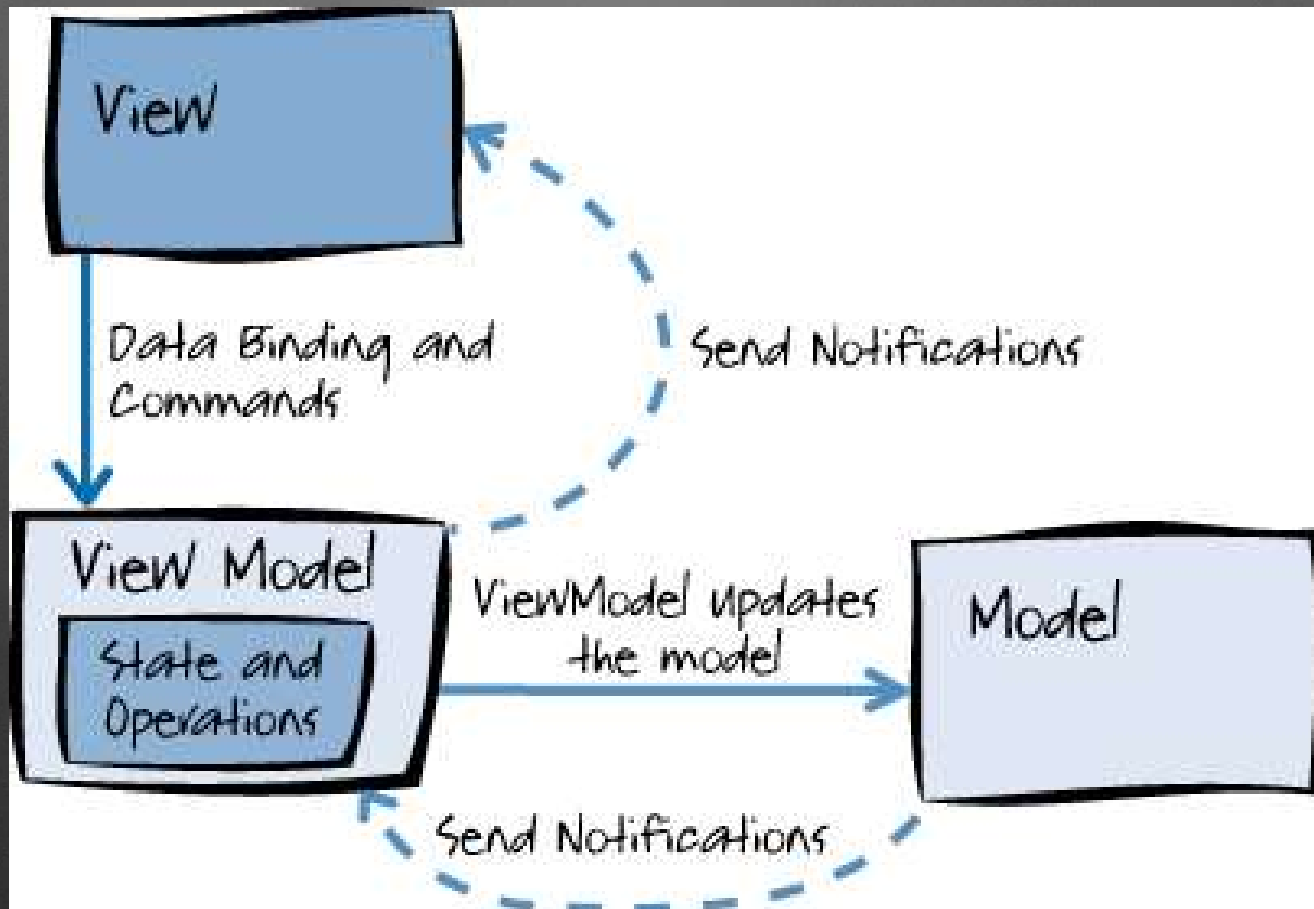 View
Data Binding and
Commands
Send Notifications
View Model
State and
Operations
ViewModel updates
the model
Model
Send Notifications